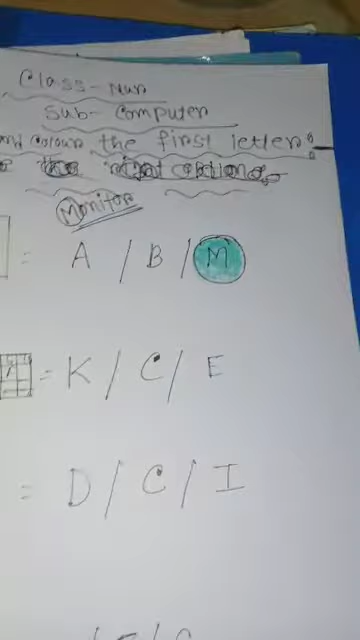 Class - Nur
Sub - Computer
and colour the first letter:
Monitor
= A / B / M
= K / C / E
= D / C / I